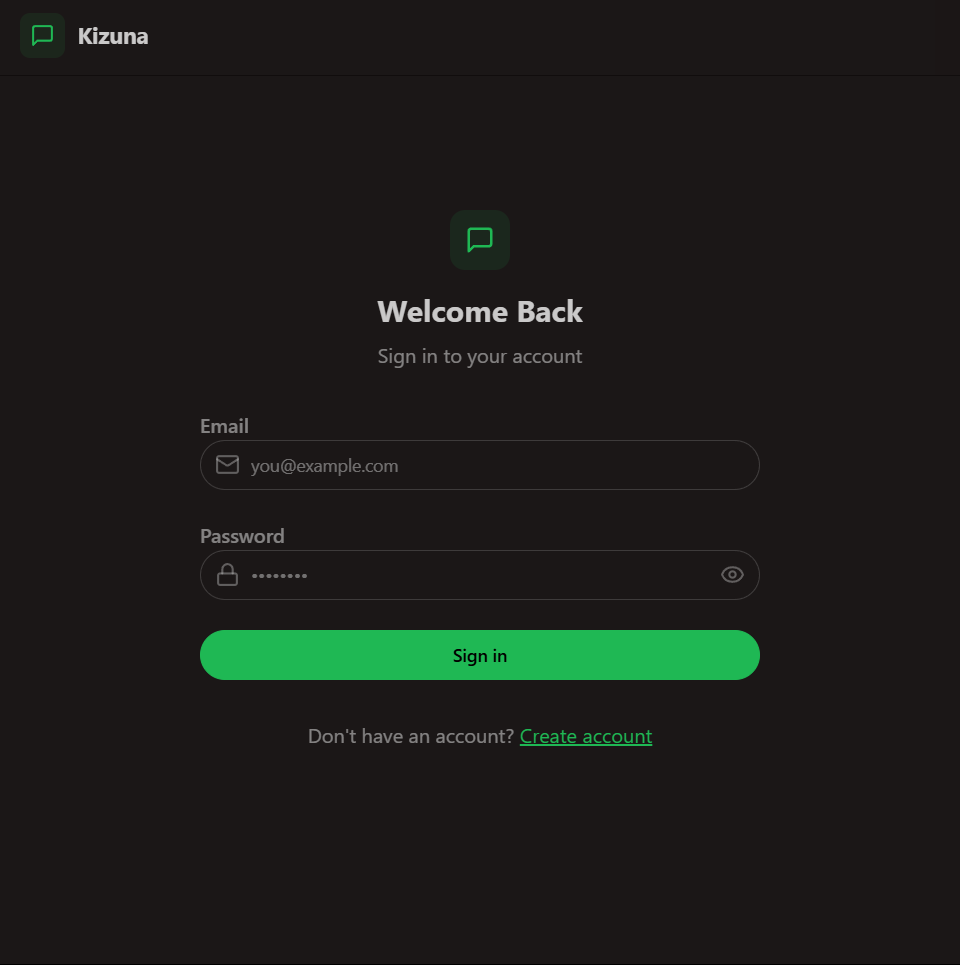 Kizuna
Welcome Back
Sign in to your account
Email
you@example.com
Password
••••••••
Sign in
Don't have an account? Create account